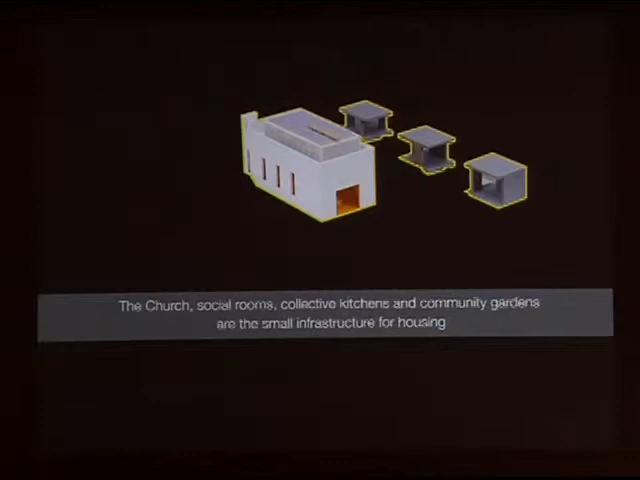 The Church, social rooms, collective kitchens and community gardens
are the small infrastructure for housing